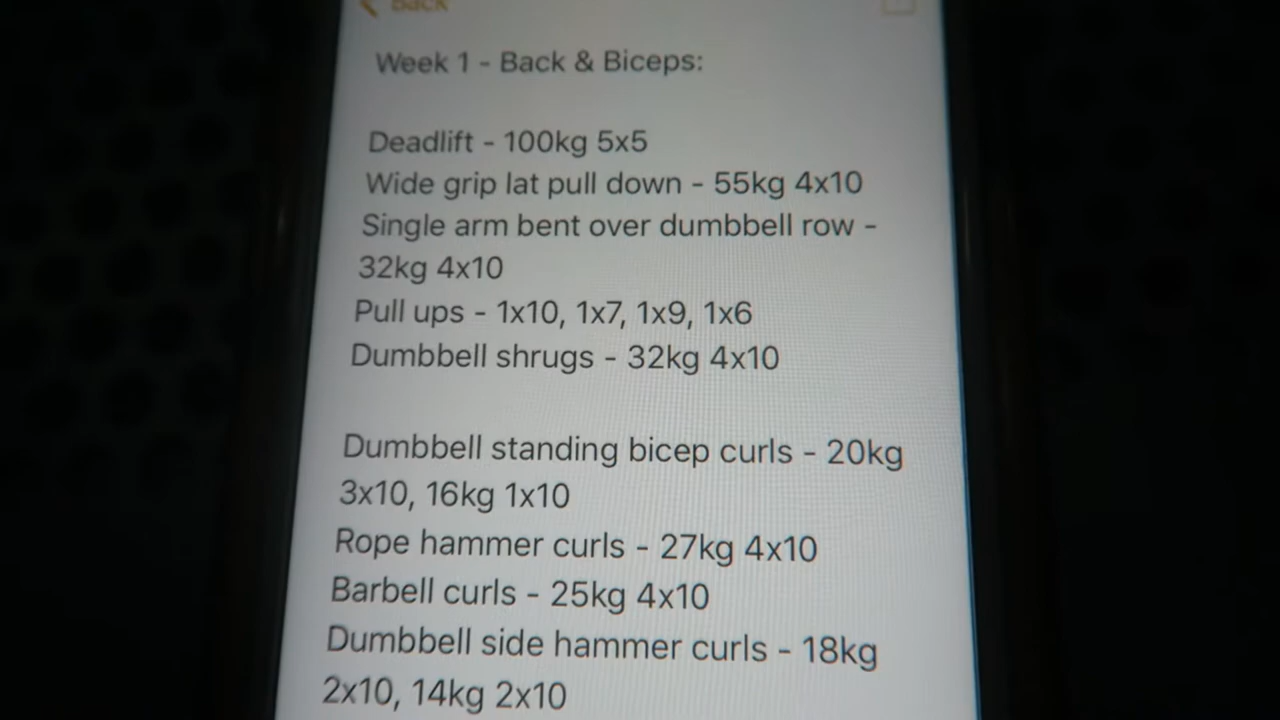 Back
Week 1 - Back & Biceps:
Deadlift - 100kg 5x5
Wide grip lat pull down - 55kg 4x10
Single arm bent over dumbbell row -
32kg 4x10
Pull ups - 1x10, 1x7, 1x9, 1x6
Dumbbell shrugs - 32kg 4x10
Dumbbell standing bicep curls - 20kg
3x10, 16kg 1x10
Rope hammer curls - 27kg 4x10
Barbell curls - 25kg 4x10
Dumbbell side hammer curls - 18kg
2x10, 14kg 2x10